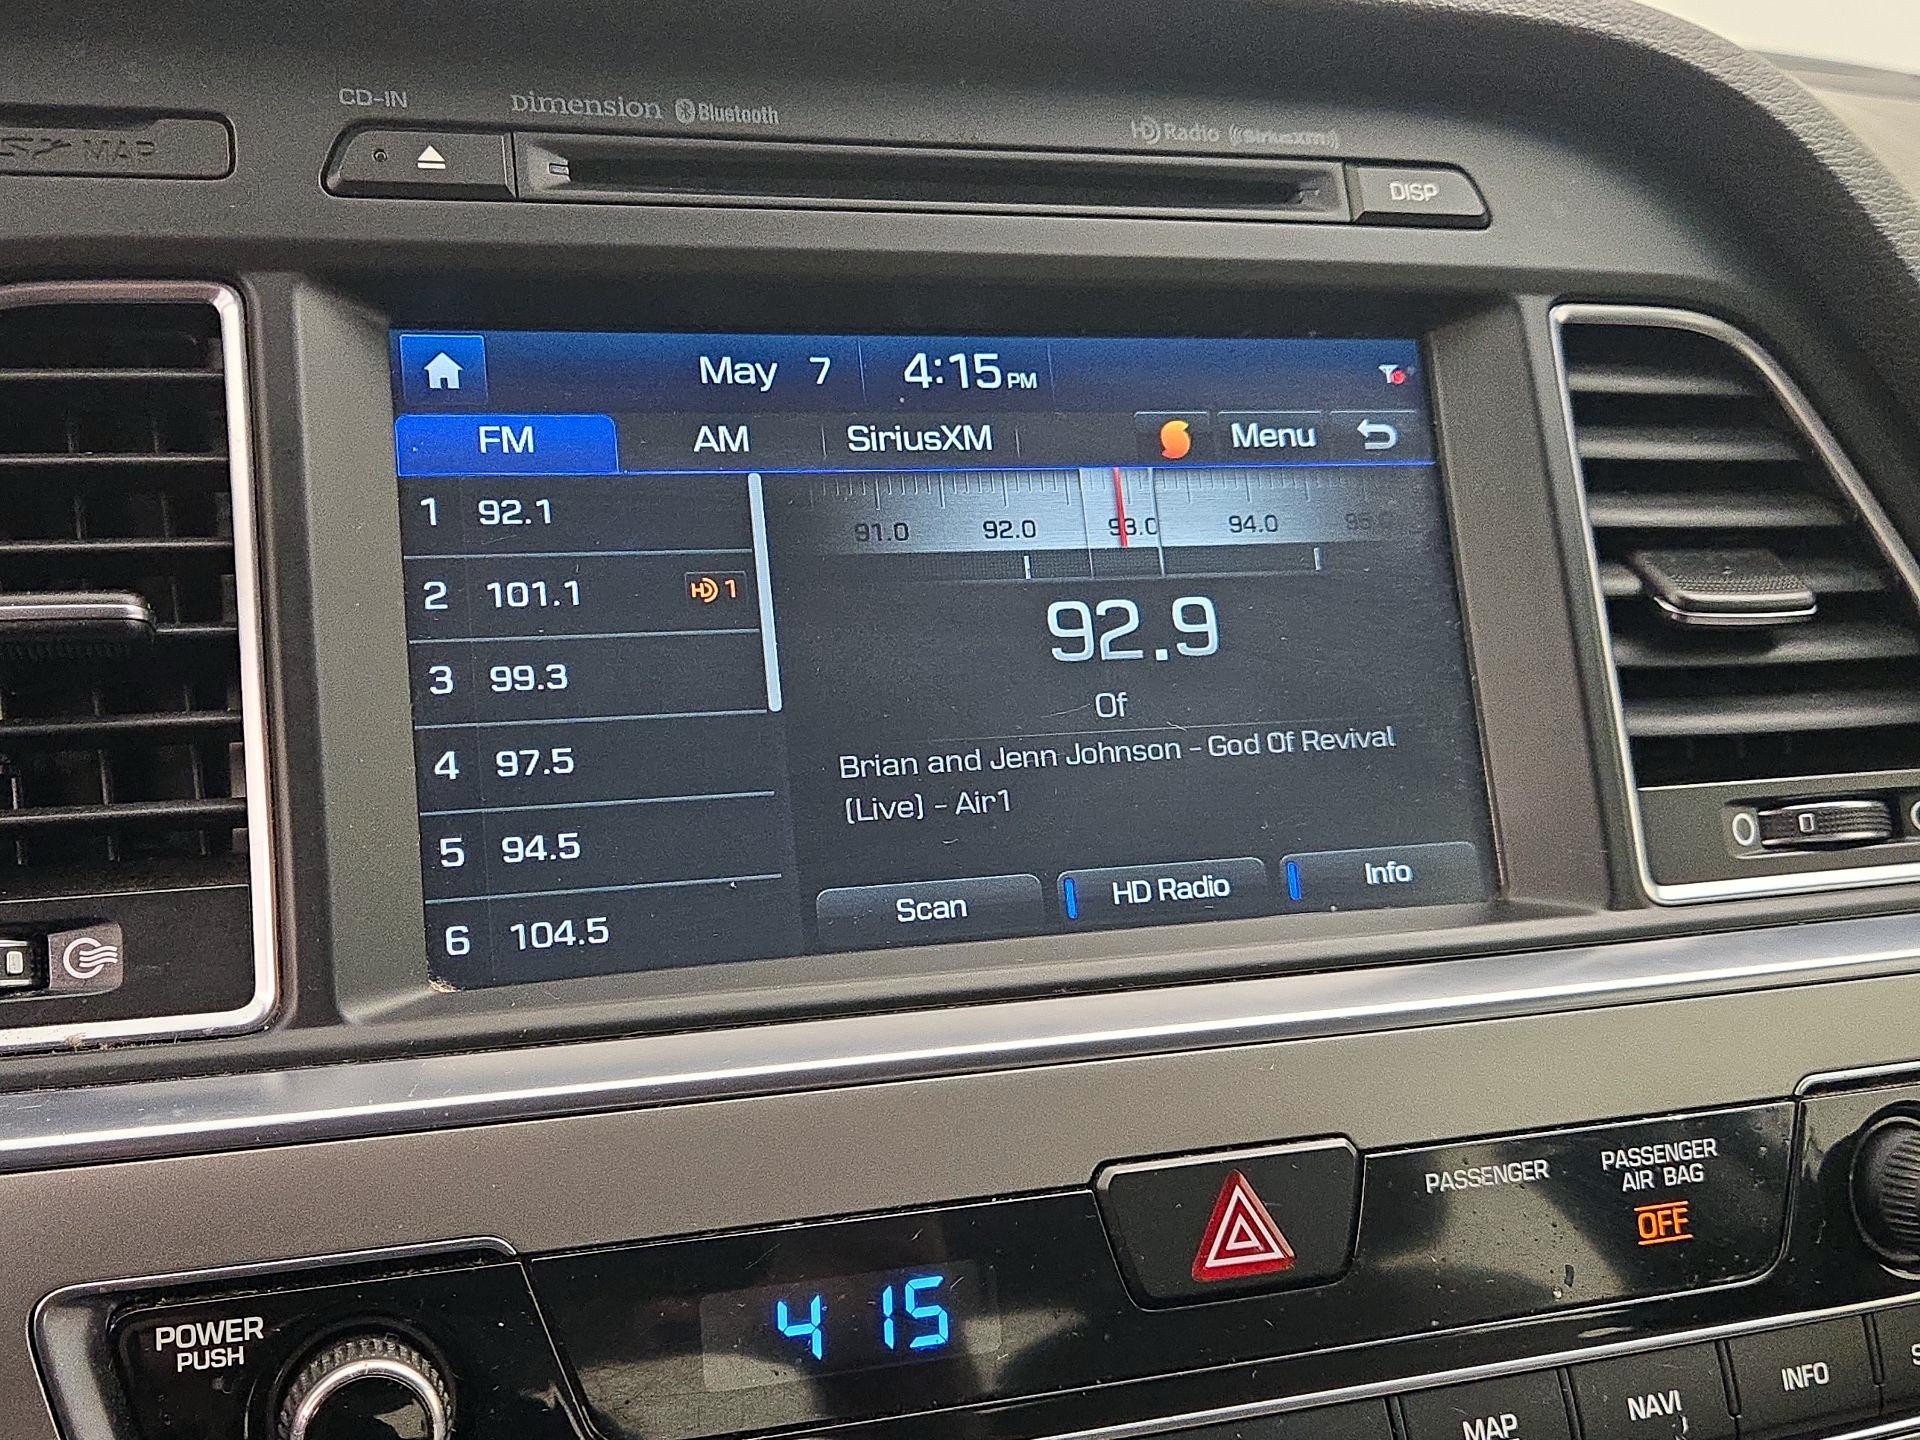 CD-IN
Dimension Bluetooth
HD Radio ((SiriusXM))
MAP
DISP
May 7 4:15 PM
FM AM SiriusXM Menu
1 92.1
2 101.1 HD 1
3 99.3
4 97.5
5 94.5
6 104.5
91.0 92.0 93.0 94.0
92.9
Of
Brian and Jenn Johnson - God Of Revival
(Live) - Air1
Scan HD Radio Info
PASSENGER
PASSENGER
AIR BAG
OFF
POWER
PUSH
4 15
MAP NAVI INFO